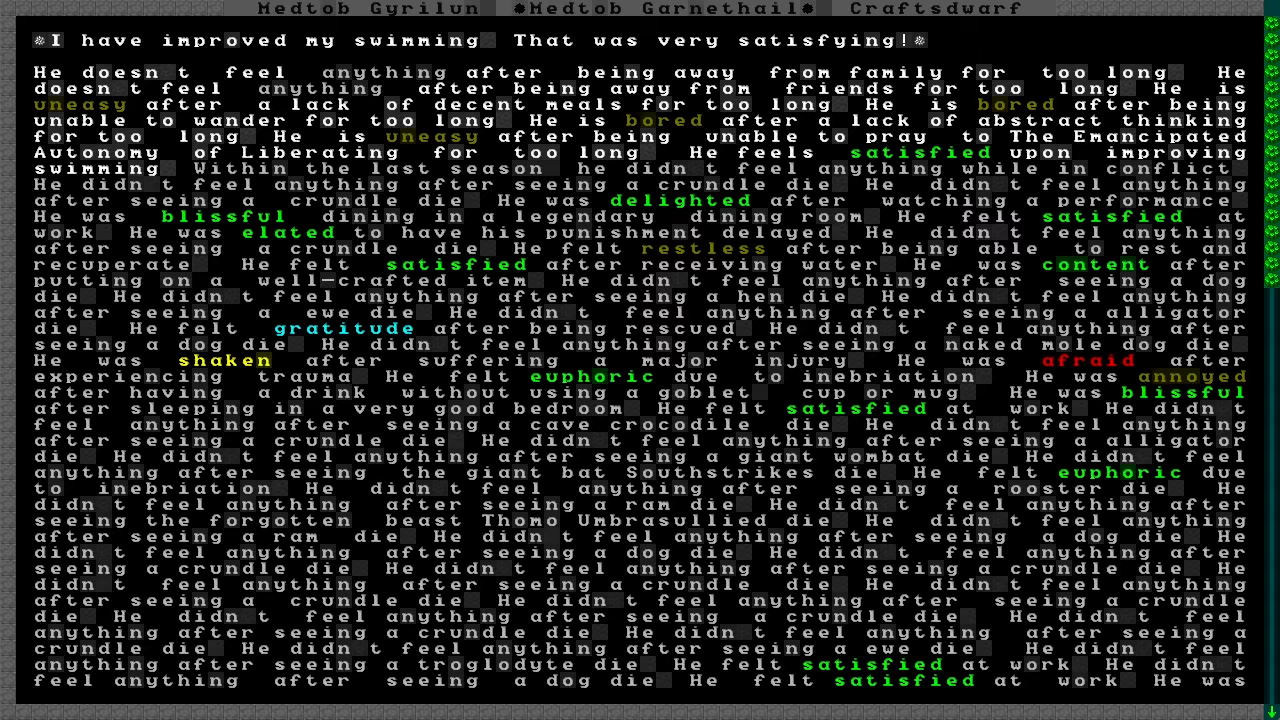 Medtob Gyrilun ☼Medtob Garnethail☼ Craftsdwarf
☼I have improved my swimming. That was very satisfying!☼
He doesn't feel anything after being away from family for too long. He
doesn't feel anything after being away from friends for too long. He is
uneasy after a lack of decent meals for too long. He is bored after being
unable to wander for too long. He is bored after a lack of abstract thinking
for too long. He is uneasy after being unable to pray to The Emancipated
Autonomy of Liberating for too long. He feels satisfied upon improving
swimming. Within the last season, he didn't feel anything while in conflict.
He didn't feel anything after seeing a crundle die. He didn't feel anything
after seeing a crundle die. He was delighted after watching a performance.
He was blissful dining in a legendary dining room. He felt satisfied at
work. He was elated to have his punishment delayed. He didn't feel anything
after seeing a crundle die. He felt restless after being able to rest and
recuperate. He felt satisfied after receiving water. He was content after
putting on a well-crafted item. He didn't feel anything after seeing a dog
die. He didn't feel anything after seeing a hen die. He didn't feel anything
after seeing a ewe die. He didn't feel anything after seeing a alligator
die. He felt gratitude after being rescued. He didn't feel anything after
seeing a dog die. He didn't feel anything after seeing a naked mole dog die.
He was shaken after suffering a major injury. He was afraid after
experiencing trauma. He felt euphoric due to inebriation. He was annoyed
after having a drink without using a goblet, cup or mug. He was blissful
after sleeping in a very good bedroom. He felt satisfied at work. He didn't
feel anything after seeing a cave crocodile die. He didn't feel anything
after seeing a crundle die. He didn't feel anything after seeing a alligator
die. He didn't feel anything after seeing a giant wombat die. He didn't feel
anything after seeing the giant bat Southstrikes die. He felt euphoric due
to inebriation. He didn't feel anything after seeing a rooster die. He
didn't feel anything after seeing a ram die. He didn't feel anything after
seeing the forgotten beast Thomo Umbrasullied die. He didn't feel anything
after seeing a ram die. He didn't feel anything after seeing a dog die. He
didn't feel anything after seeing a dog die. He didn't feel anything after
seeing a crundle die. He didn't feel anything after seeing a crundle die. He
didn't feel anything after seeing a crundle die. He didn't feel anything
after seeing a crundle die. He didn't feel anything after seeing a crundle
die. He didn't feel anything after seeing a crundle die. He didn't feel
anything after seeing a crundle die. He didn't feel anything after seeing a
crundle die. He didn't feel anything after seeing a ewe die. He didn't feel
anything after seeing a troglodyte die. He felt satisfied at work. He didn't
feel anything after seeing a dog die. He felt satisfied at work. He was